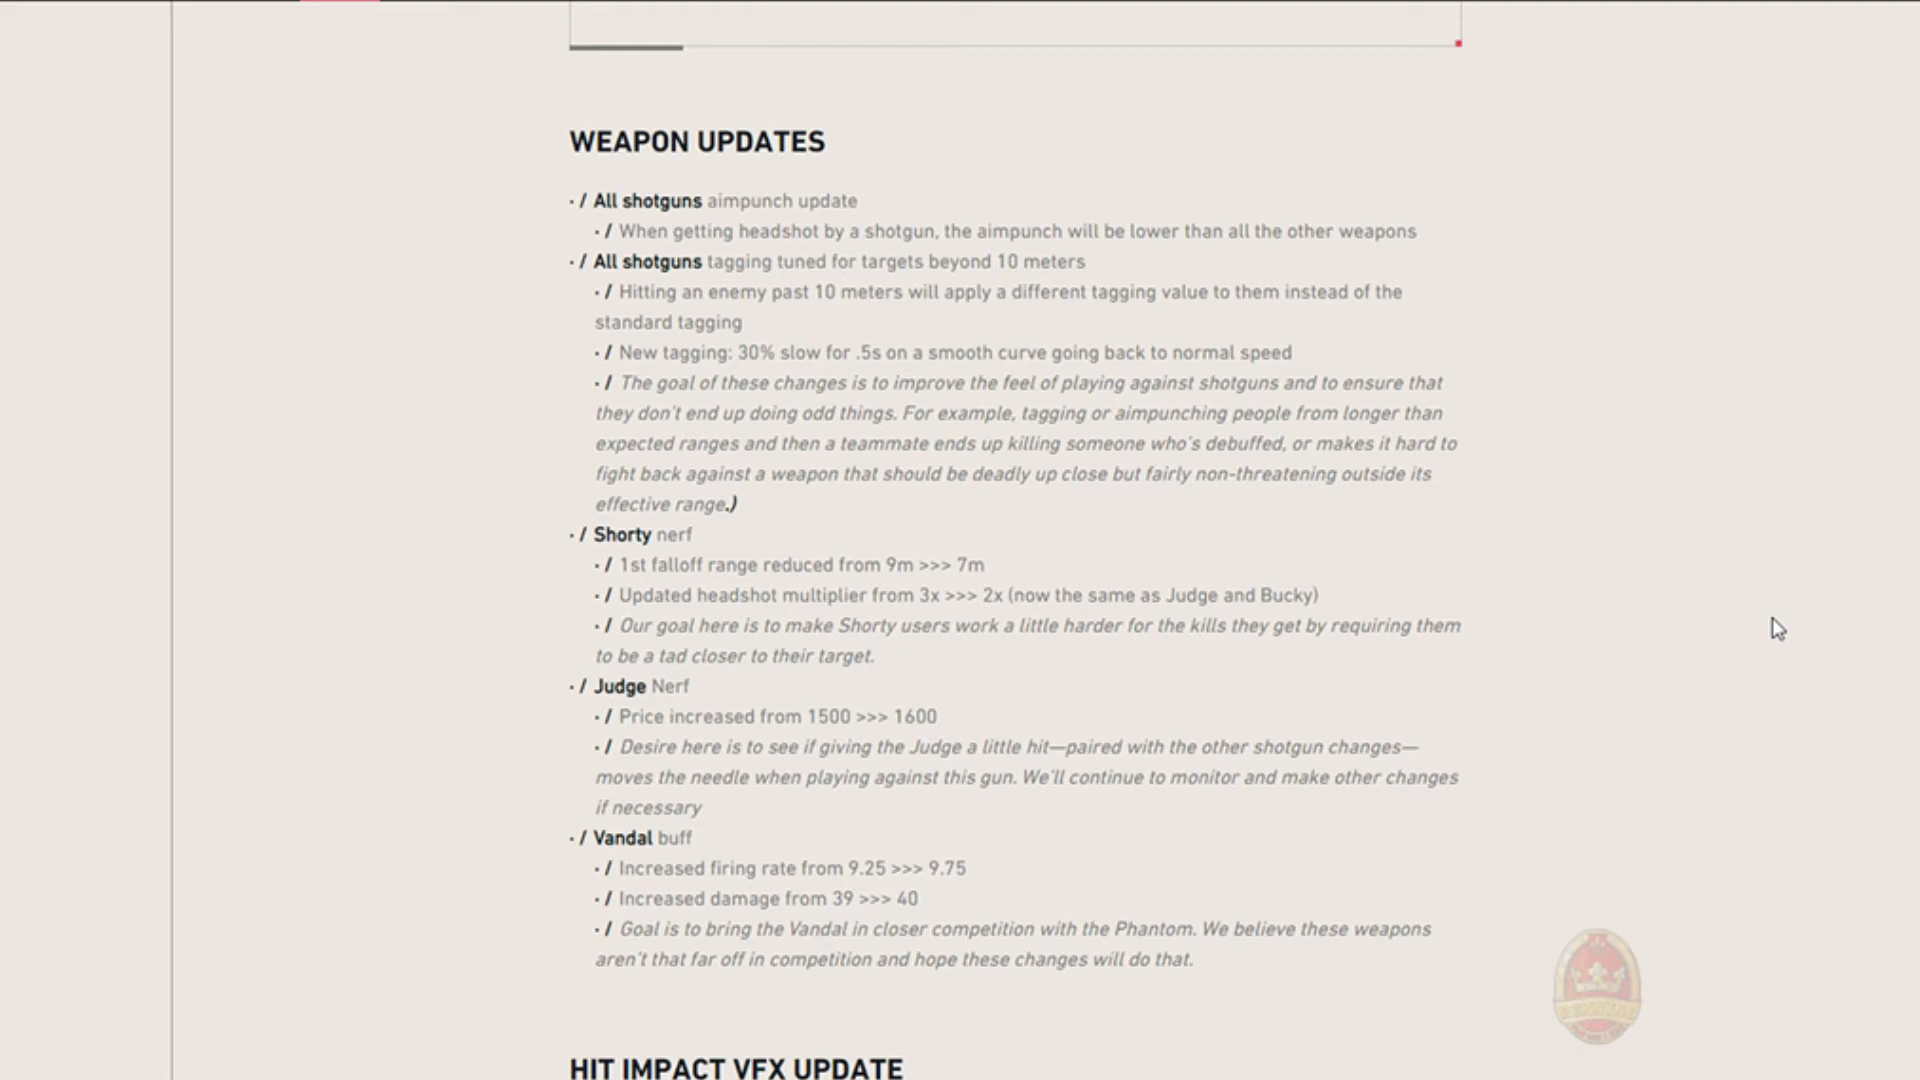 WEAPON UPDATES
· / All shotguns aimpunch update
· / When getting headshot by a shotgun, the aimpunch will be lower than all the other weapons
· / All shotguns tagging tuned for targets beyond 10 meters
· / Hitting an enemy past 10 meters will apply a different tagging value to them instead of the
standard tagging
· / New tagging: 30% slow for .5s on a smooth curve going back to normal speed
· / The goal of these changes is to improve the feel of playing against shotguns and to ensure that
they don't end up doing odd things. For example, tagging or aimpunching people from longer than
expected ranges and then a teammate ends up killing someone who's debuffed, or makes it hard to
fight back against a weapon that should be deadly up close but fairly non-threatening outside its
effective range.)
· / Shorty nerf
· / 1st falloff range reduced from 9m >>> 7m
· / Updated headshot multiplier from 3x >>> 2x (now the same as Judge and Bucky)
· / Our goal here is to make Shorty users work a little harder for the kills they get by requiring them
to be a tad closer to their target.
· / Judge Nerf
· / Price increased from 1500 >>> 1600
· / Desire here is to see if giving the Judge a little hit—paired with the other shotgun changes—
moves the needle when playing against this gun. We'll continue to monitor and make other changes
if necessary
· / Vandal buff
· / Increased firing rate from 9.25 >>> 9.75
· / Increased damage from 39 >>> 40
· / Goal is to bring the Vandal in closer competition with the Phantom. We believe these weapons
aren't that far off in competition and hope these changes will do that.
HIT IMPACT VFX UPDATE